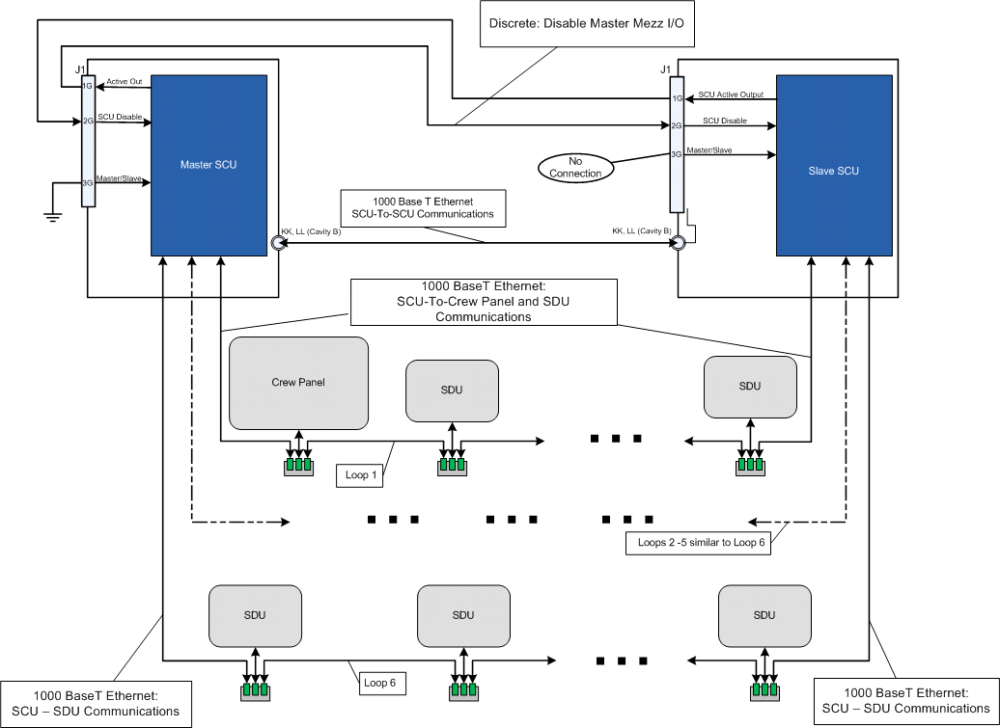 Discrete: Disable Master Mezz I/O
J1
1G
Active Out
2G
SCU Disable
3G
Master/Slave
Master SCU
J1
1G
SCU Active Output
2G
SCU Disable
3G
Master/Slave
Slave SCU
No
Connection
1000 Base T Ethernet
SCU-To-SCU Communications
KK, LL (Cavity B)
KK, LL (Cavity B)
1000 BaseT Ethernet:
SCU-To-Crew Panel and SDU
Communications
Crew Panel
SDU
SDU
Loop 1
Loops 2 -5 similar to Loop 6
SDU
SDU
SDU
Loop 6
1000 BaseT Ethernet:
SCU – SDU Communications
1000 BaseT Ethernet:
SCU – SDU Communications